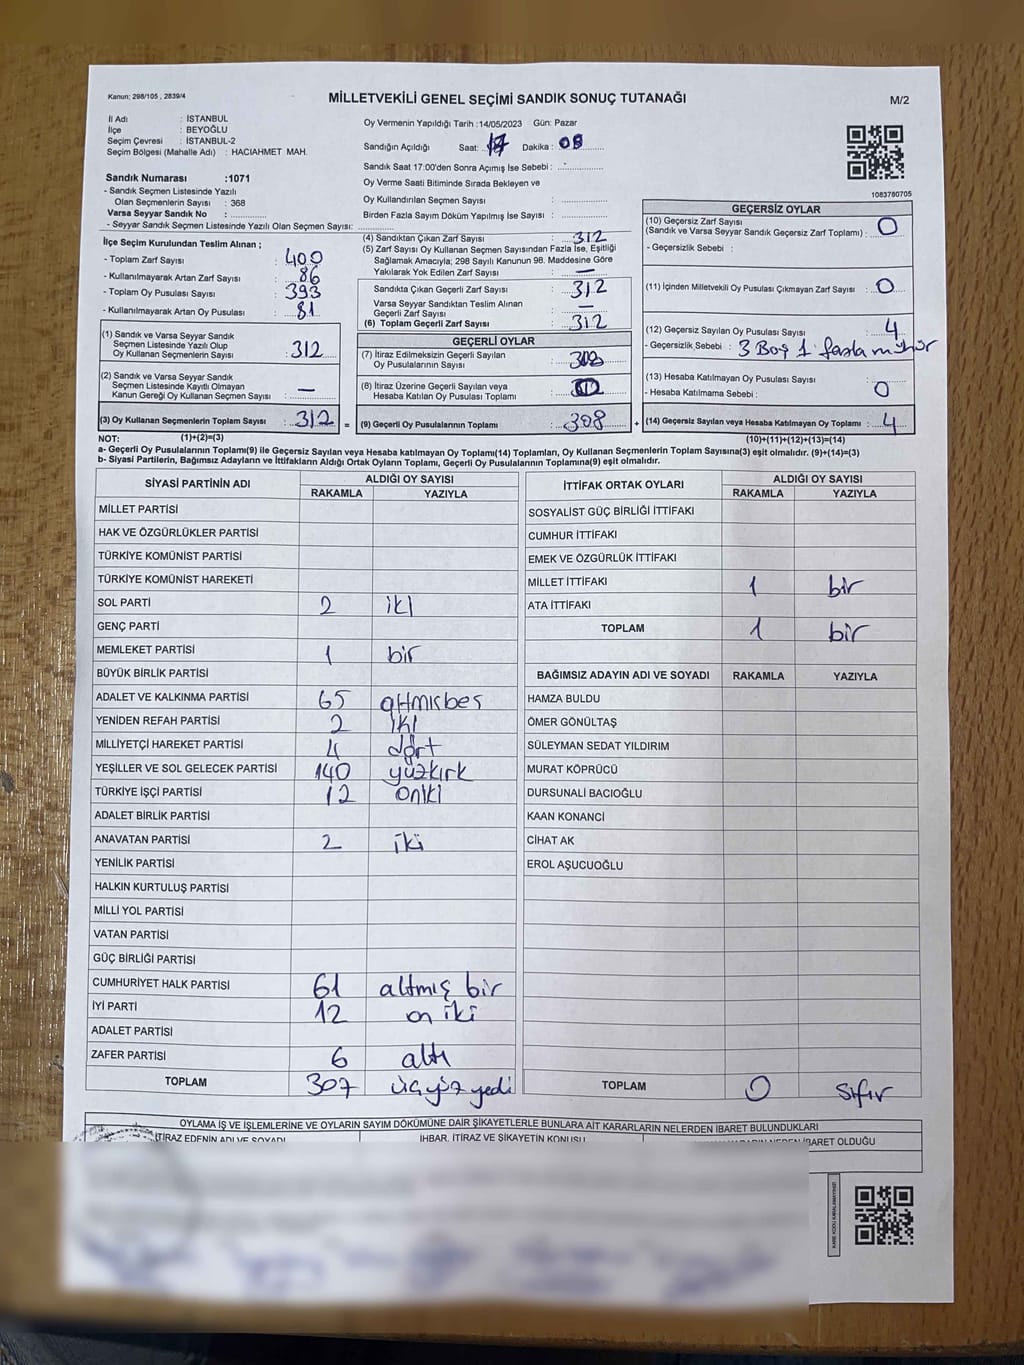 Kanun; 298/105 , 2839/4
MİLLETVEKİLİ GENEL SEÇİMİ SANDIK SONUÇ TUTANAĞI
M/2
İl Adı : İSTANBUL
İlçe : BEYOĞLU
Seçim Çevresi : İSTANBUL-2
Seçim Bölgesi (Mahalle Adı) : HACIAHMET MAH.
Sandık Numarası :1071
- Sandık Seçmen Listesinde Yazılı
Olan Seçmenlerin Sayısı : 368
Varsa Seyyar Sandık No :
- Seyyar Sandık Seçmen Listesinde Yazılı Olan Seçmen Sayısı:
Oy Vermenin Yapıldığı Tarih :14/05/2023 Gün: Pazar
Sandığın Açıldığı Saat: 17 Dakika : 08
Sandık Saat 17:00'den Sonra Açımış İse Sebebi :
Oy Verme Saati Bitiminde Sırada Bekleyen ve
Oy Kullandırılan Seçmen Sayısı :
Birden Fazla Sayım Döküm Yapılmış İse Sayısı :
1083780705
İlçe Seçim Kurulundan Teslim Alınan ;
- Toplam Zarf Sayısı : 400
- Kullanılmayarak Artan Zarf Sayısı : 86
- Toplam Oy Pusulası Sayısı : 393
- Kullanılmayarak Artan Oy Pusulası : 81
(1) Sandık ve Varsa Seyyar Sandık
Seçmen Listesinde Yazılı Olup
Oy Kullanan Seçmenlerin Sayısı : 312
(2) Sandık ve Varsa Seyyar Sandık
Seçmen Listesinde Kayıtlı Olmayan
Kanun Gereği Oy Kullanan Seçmen Sayısı : —
(3) Oy Kullanan Seçmenlerin Toplam Sayısı : 312 =
(4) Sandıktan Çıkan Zarf Sayısı : 312
(5) Zarf Sayısı Oy Kullanan Seçmen Sayısından Fazla İse, Eşitliği
Sağlamak Amacıyla; 298 Sayılı Kanunun 98. Maddesine Göre
Yakılarak Yok Edilen Zarf Sayısı : —
Sandıkta Çıkan Geçerli Zarf Sayısı : 312
Varsa Seyyar Sandıktan Teslim Alınan
Geçerli Zarf Sayısı : —
(6) Toplam Geçerli Zarf Sayısı : 312
GEÇERLİ OYLAR
(7) İtiraz Edilmeksizin Geçerli Sayılan
Oy Pusulalarının Sayısı : 308
(8) İtiraz Üzerine Geçerli Sayılan veya
Hesaba Katılan Oy Pusulası Toplamı :
(9) Geçerli Oy Pusulalarının Toplamı : 308 +
GEÇERSİZ OYLAR
(10) Geçersiz Zarf Sayısı
(Sandık ve Varsa Seyyar Sandık Geçersiz Zarf Toplamı) : 0
- Geçersizlik Sebebi :
(11) İçinden Milletvekili Oy Pusulası Çıkmayan Zarf Sayısı : 0
(12) Geçersiz Sayılan Oy Pusulası Sayısı : 4
- Geçersizlik Sebebi : 3 Boş 1 fazla mühür
(13) Hesaba Katılmayan Oy Pusulası Sayısı
- Hesaba Katılmama Sebebi : 0
(14) Geçersiz Sayılan veya Hesaba Katılmayan Oy Toplamı : 4
NOT: (1)+(2)=(3) (10)+(11)+(12)+(13)=(14)
a- Geçerli Oy Pusulalarının Toplamı(9) ile Geçersiz Sayılan veya Hesaba katılmayan Oy Toplamı(14) Toplamları, Oy Kullanan Seçmenlerin Toplam Sayısına(3) eşit olmalıdır. (9)+(14)=(3)
b- Siyasi Partilerin, Bağımsız Adayların ve İttifakların Aldığı Ortak Oyların Toplamı, Geçerli Oy Pusulalarının Toplamına(9) eşit olmalıdır.
SİYASİ PARTİNİN ADI ALDIĞI OY SAYISI
RAKAMLA YAZIYLA
MİLLET PARTİSİ
HAK VE ÖZGÜRLÜKLER PARTİSİ
TÜRKİYE KOMÜNİST PARTİSİ
TÜRKİYE KOMÜNİST HAREKETİ
SOL PARTİ 2 iki
GENÇ PARTİ
MEMLEKET PARTİSİ 1 bir
BÜYÜK BİRLİK PARTİSİ
ADALET VE KALKINMA PARTİSİ 65 altmışbeş
YENİDEN REFAH PARTİSİ 2 iki
MİLLİYETÇİ HAREKET PARTİSİ 4 dört
YEŞİLLER VE SOL GELECEK PARTİSİ 140 yüzkırk
TÜRKİYE İŞÇİ PARTİSİ 12 oniki
ADALET BİRLİK PARTİSİ
ANAVATAN PARTİSİ 2 iki
YENİLİK PARTİSİ
HALKIN KURTULUŞ PARTİSİ
MİLLİ YOL PARTİSİ
VATAN PARTİSİ
GÜÇ BİRLİĞİ PARTİSİ
CUMHURİYET HALK PARTİSİ 61 altmış bir
İYİ PARTİ 12 on iki
ADALET PARTİSİ
ZAFER PARTİSİ 6 altı
TOPLAM 307 üçyüz yedi
İTTİFAK ORTAK OYLARI ALDIĞI OY SAYISI
RAKAMLA YAZIYLA
SOSYALİST GÜÇ BİRLİĞİ İTTİFAKI
CUMHUR İTTİFAKI
EMEK VE ÖZGÜRLÜK İTTİFAKI
MİLLET İTTİFAKI 1 bir
ATA İTTİFAKI
TOPLAM 1 bir
BAĞIMSIZ ADAYIN ADI VE SOYADI RAKAMLA YAZIYLA
HAMZA BULDU
ÖMER GÖNÜLTAŞ
SÜLEYMAN SEDAT YILDIRIM
MURAT KÖPRÜCÜ
DURSUNALİ BACIOĞLU
KAAN KONANCİ
CİHAT AK
EROL AŞUCUOĞLU
TOPLAM 0 sıfır
OYLAMA İŞ VE İŞLEMLERİNE VE OYLARIN SAYIM DÖKÜMÜNE DAİR ŞİKAYETLERLE BUNLARA AİT KARARLARIN NELERDEN İBARET BULUNDUKLARI
İTİRAZ EDENİN ADI VE SOYADI İHBAR, İTİRAZ VE ŞİKAYETİN KONUSU İBARET OLDUĞU